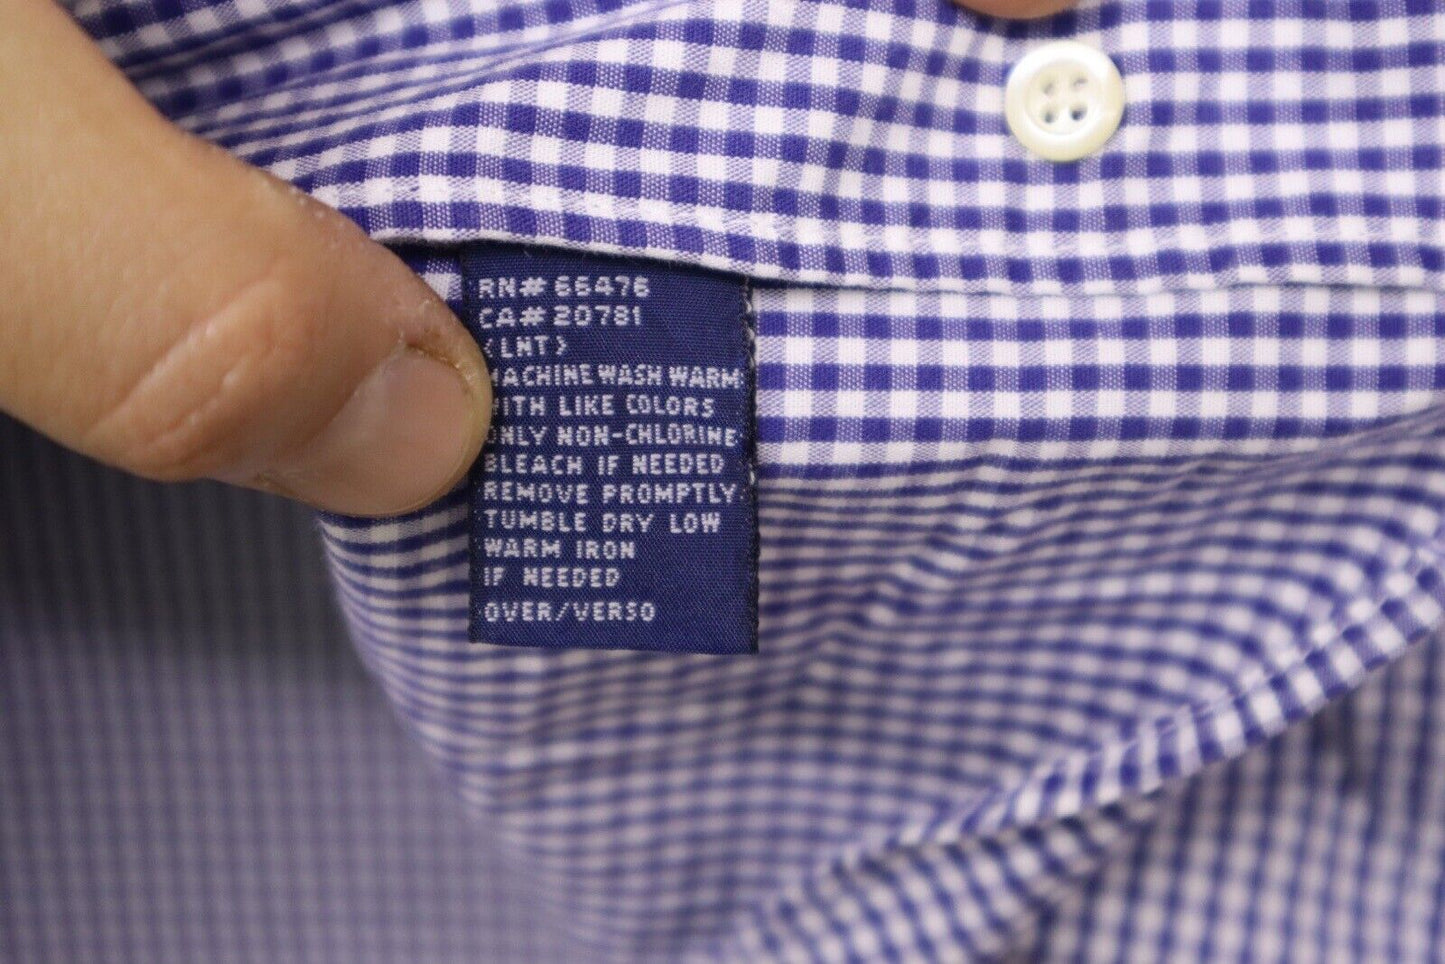 RN# 66476
CA# 20781
<LHT>
MACHINE WASH WARM
WITH LIKE COLORS
ONLY NON-CHLORINE
BLEACH IF NEEDED
REMOVE PROMPTLY
TUMBLE DRY LOW
WARM IRON
IF NEEDED
OVER/VERSO